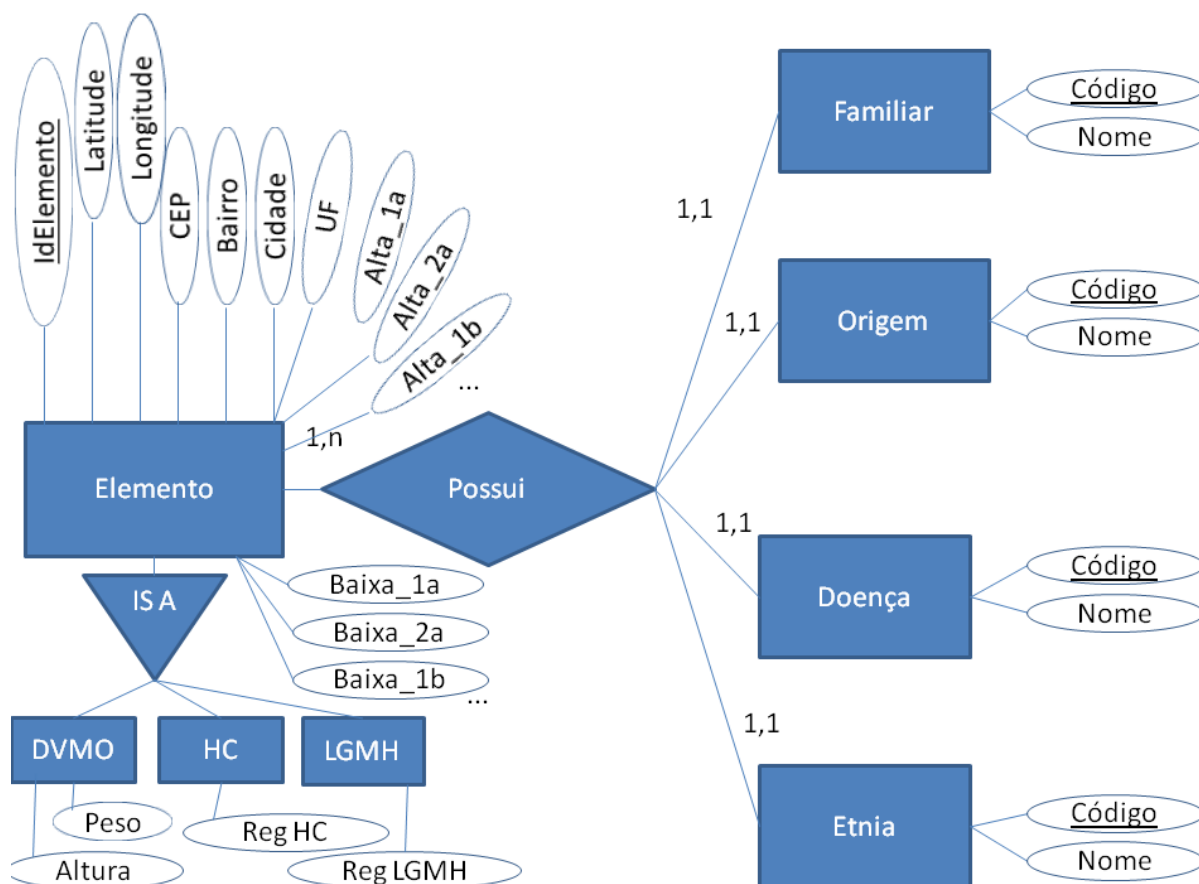 IdElemento
Latitude
Longitude
CEP
Bairro
Cidade
UF
Alta_1a
Alta_2a
Alta_1b
...
Elemento
1,n
Possui
IS A
Baixa_1a
Baixa_2a
Baixa_1b
...
DVMO
HC
LGMH
Peso
Altura
Reg HC
Reg LGMH
1,1
Familiar
Código
Nome
1,1
Origem
Código
Nome
1,1
Doença
Código
Nome
1,1
Etnia
Código
Nome